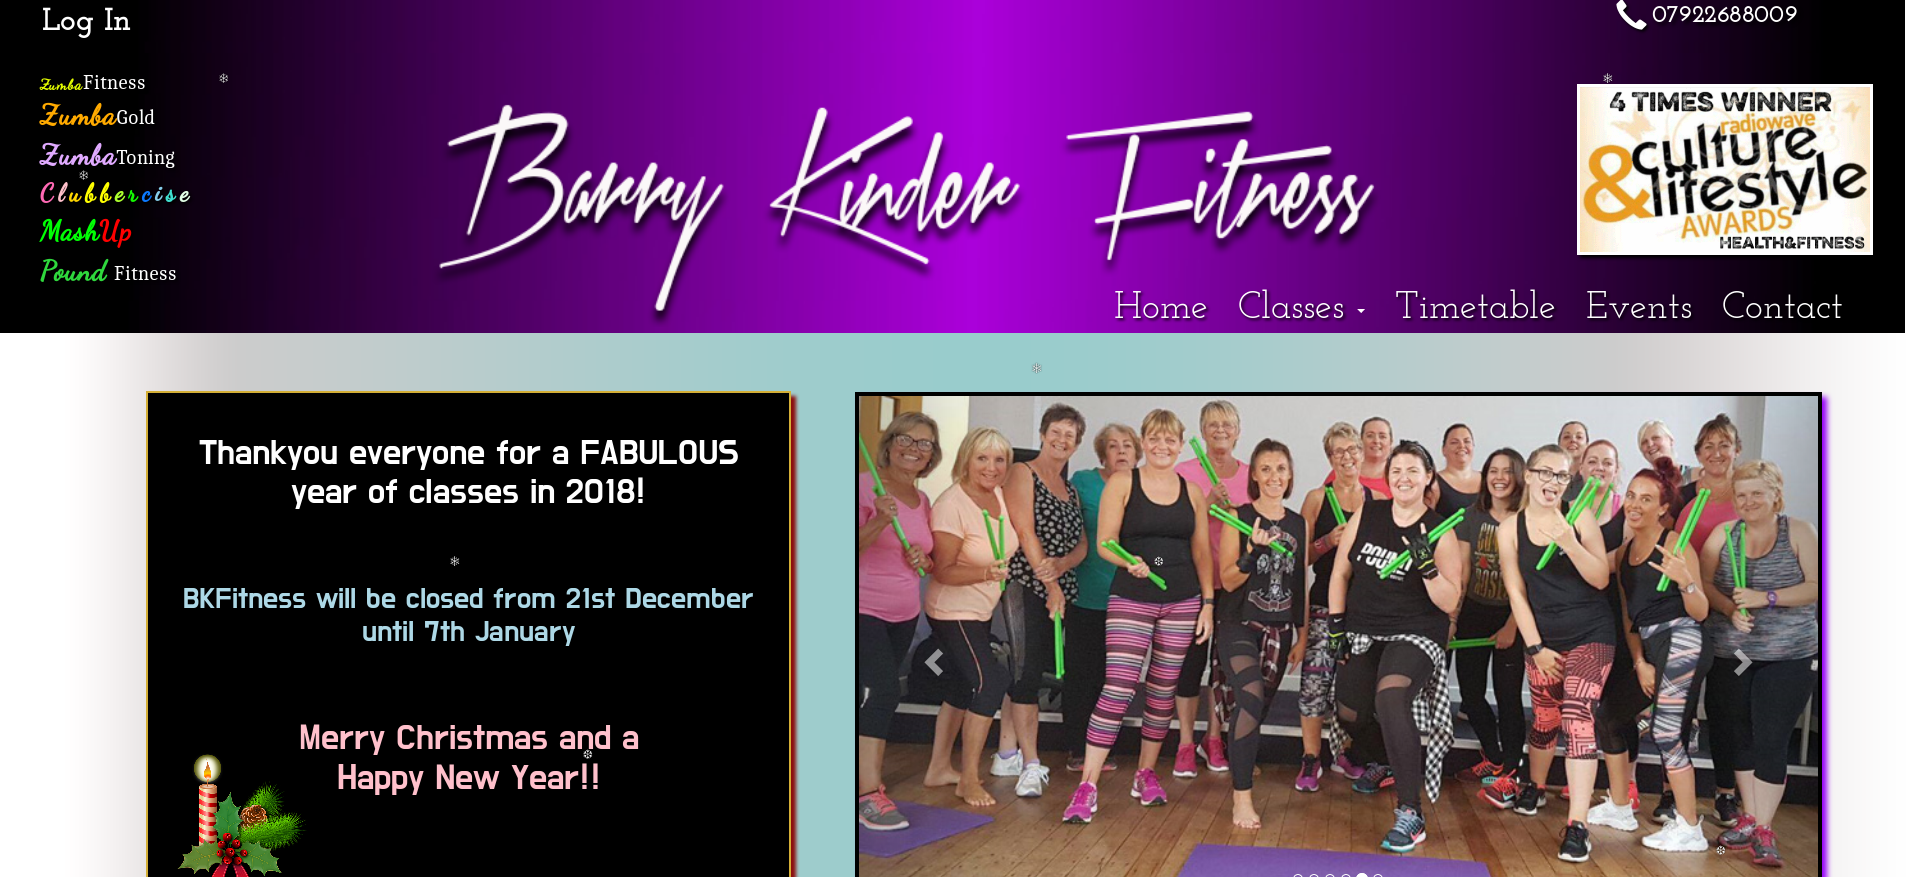 Log In
07922688009
ZumbaFitness
ZumbaGold
ZumbaToning
Clubbercise
MashUp
Pound Fitness
Barry Kinder Fitness
4 TIMES WINNER
radiowave
culture
&lifestyle
AWARDS
HEALTH&FITNESS
Home Classes Timetable Events Contact
Thankyou everyone for a FABULOUS
year of classes in 2018!
BKFitness will be closed from 21st December
until 7th January
Merry Christmas and a
Happy New Year!!
POUND